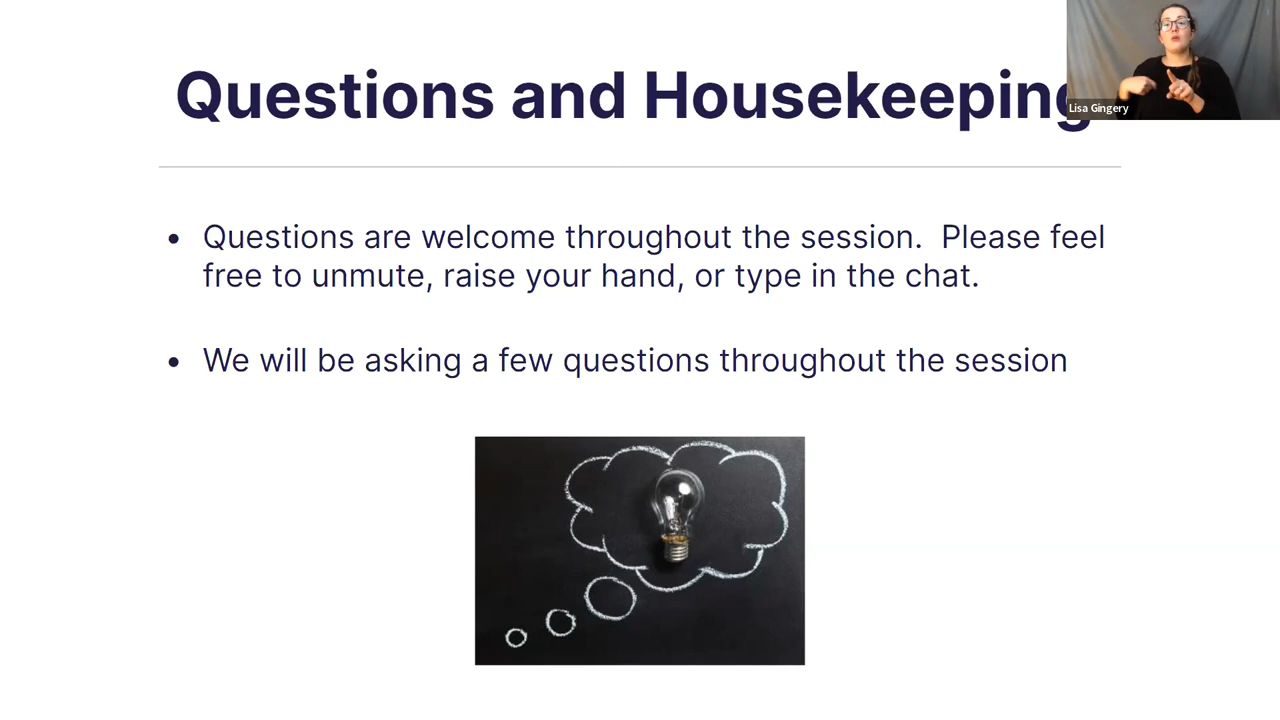 Questions and Housekeeping
Lisa Gingery
• Questions are welcome throughout the session.  Please feel
free to unmute, raise your hand, or type in the chat.
• We will be asking a few questions throughout the session